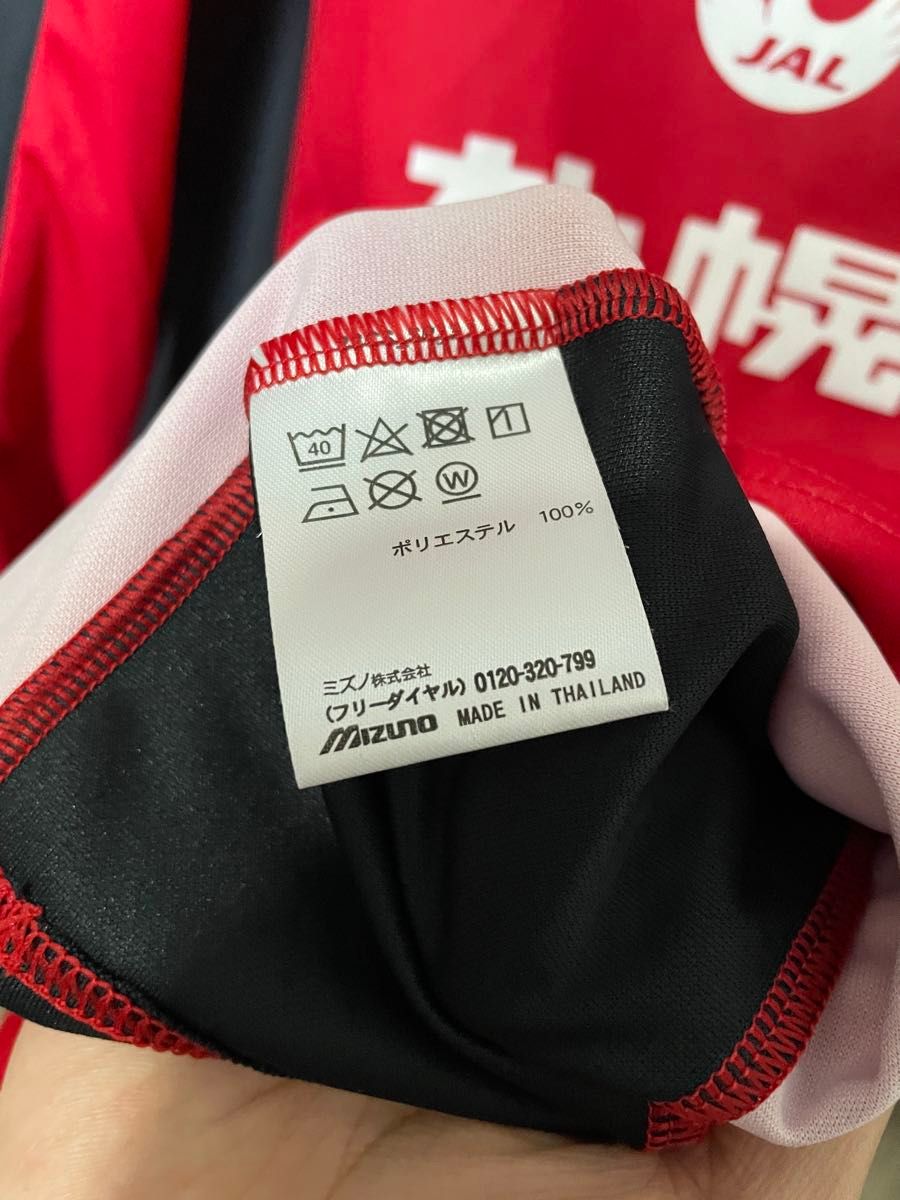 JAL
札幌
40
W
ポリエステル 100%
ミズノ株式会社
(フリーダイヤル) 0120-320-799
MIZUNO MADE IN THAILAND